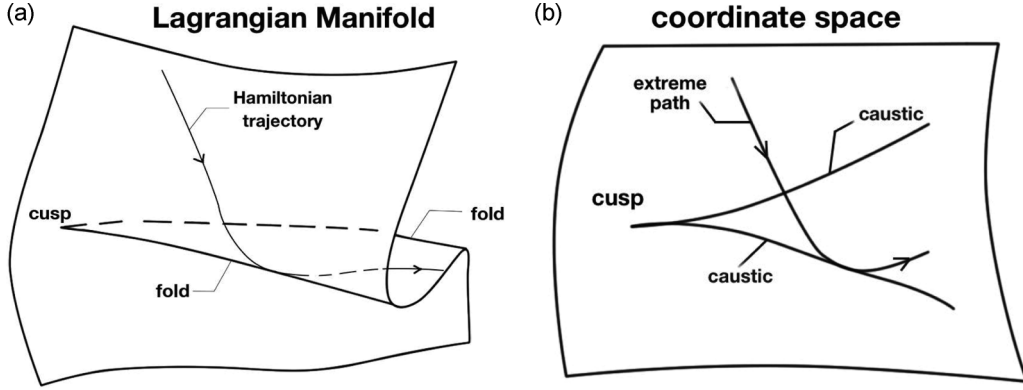 (a)
Lagrangian Manifold
Hamiltonian
trajectory
cusp
fold
fold
(b)
coordinate space
extreme
path
caustic
cusp
caustic